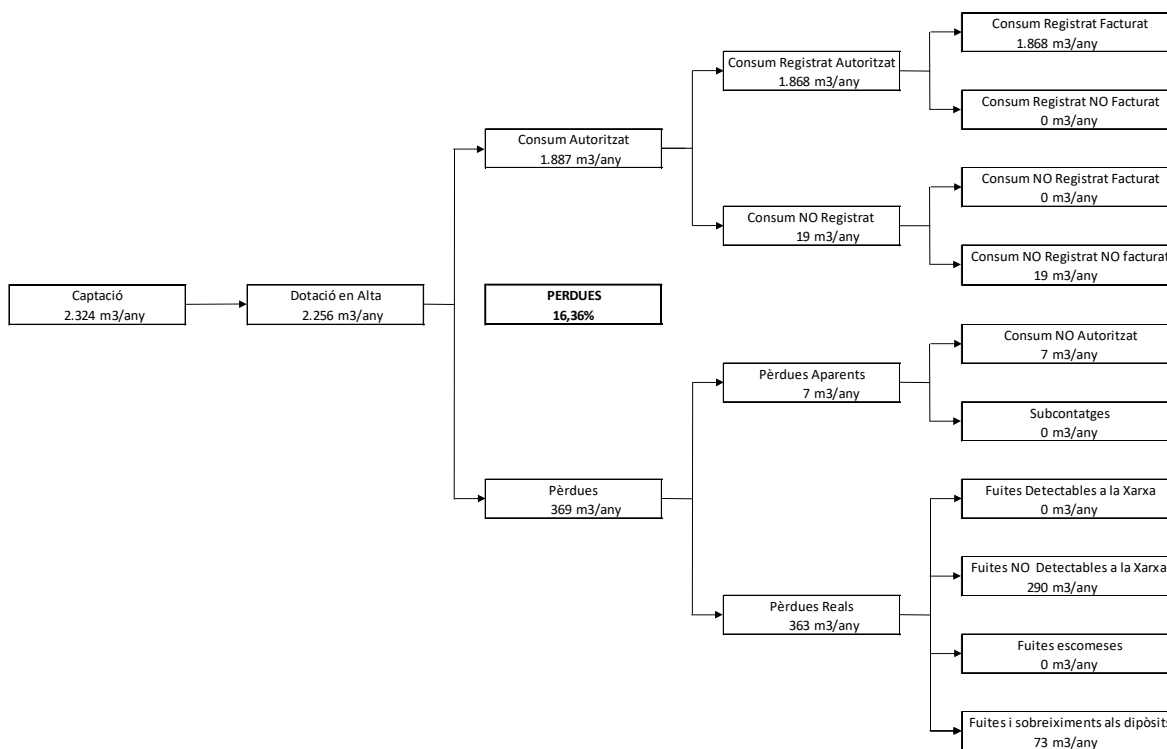 Consum Registrat Facturat
1.868 m3/any
Consum Registrat Autoritzat
1.868 m3/any
Consum Registrat NO Facturat
0 m3/any
Consum Autoritzat
1.887 m3/any
Consum NO Registrat Facturat
0 m3/any
Consum NO Registrat
19 m3/any
Consum NO Registrat NO facturat
19 m3/any
Captació
2.324 m3/any
Dotació en Alta
2.256 m3/any
PERDUES
16,36%
Consum NO Autoritzat
7 m3/any
Pèrdues Aparents
7 m3/any
Subcontatges
0 m3/any
Pèrdues
369 m3/any
Fuites Detectables a la Xarxa
0 m3/any
Fuites NO Detectables a la Xarxa
290 m3/any
Pèrdues Reals
363 m3/any
Fuites escomeses
0 m3/any
Fuites i sobreiximents als dipòsits
73 m3/any